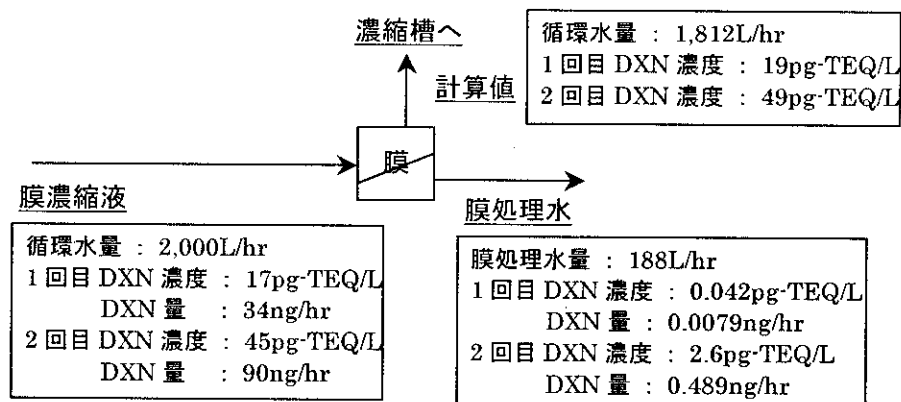 濃縮槽へ
計算値
循環水量 : 1,812L/hr
1 回目 DXN 濃度 : 19pg-TEQ/L
2 回目 DXN 濃度 : 49pg-TEQ/L
膜
膜濃縮液
循環水量 : 2,000L/hr
1 回目 DXN 濃度 : 17pg-TEQ/L
DXN 量 : 34ng/hr
2 回目 DXN 濃度 : 45pg-TEQ/L
DXN 量 : 90ng/hr
膜処理水
膜処理水量 : 188L/hr
1 回目 DXN 濃度 : 0.042pg-TEQ/L
DXN 量 : 0.0079ng/hr
2 回目 DXN 濃度 : 2.6pg-TEQ/L
DXN 量 : 0.489ng/hr